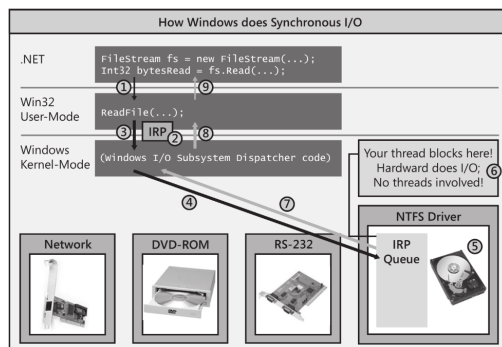 How Windows does Synchronous I/O
.NET
FileStream fs = new FileStream(...);
Int32 bytesRead = fs.Read(...);
1
9
Win32
User-Mode
ReadFile(...);
3
IRP
2
8
Windows
Kernel-Mode
(Windows I/O Subsystem Dispatcher code)
Your thread blocks here!
Hardward does I/O;
No threads involved!
6
4
7
NTFS Driver
IRP
Queue
5
Network
DVD-ROM
RS-232